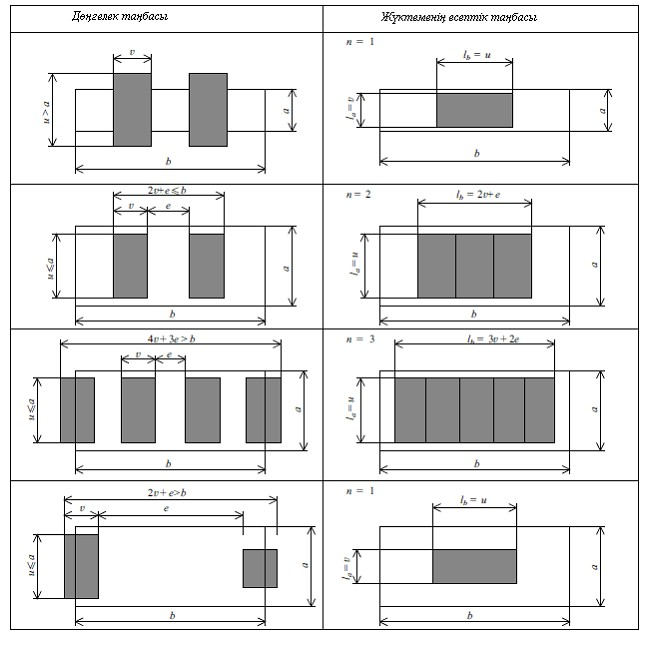 Дөңгелек таңбасы
Жүктеменің есептік таңбасы
v
u > a
a
b
n = 1
l_b = u
l_a = v
a
b
2v+e ⩽ b
v e
u ⩽ a
a
b
n = 2
l_b = 2v+e
l_a = u
a
b
4v + 3e > b
v e
u ⩽ a
a
b
n = 3
l_b = 3v + 2e
l_a = u
a
b
2v + e > b
v e
u ⩽ a
a
b
n = 1
l_b = u
l_a = v
a
b